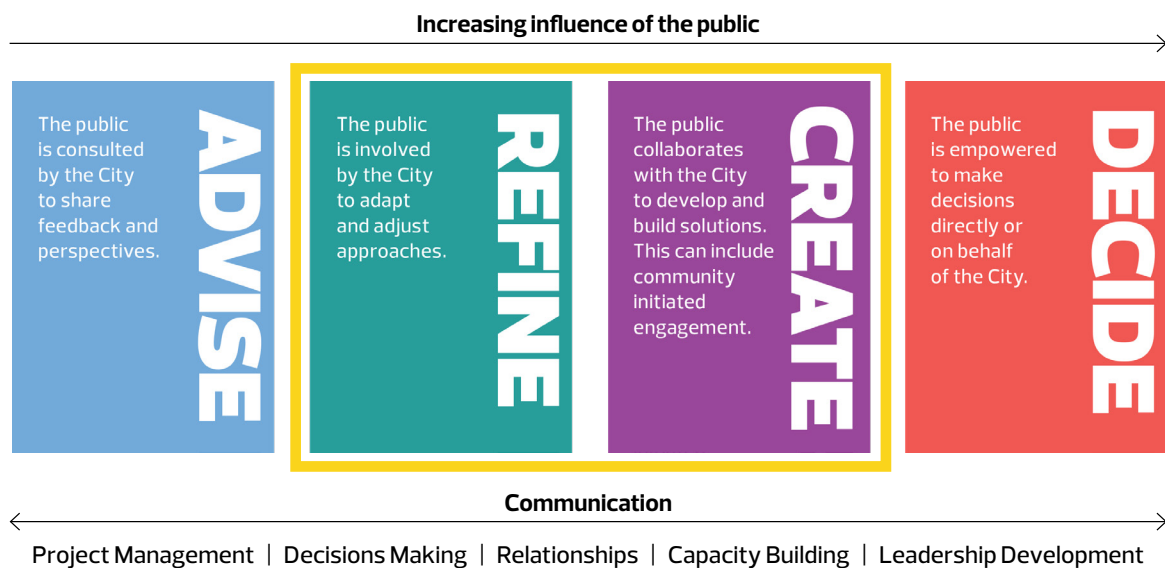 Increasing influence of the public
The public
is consulted
by the City
to share
feedback and
perspectives.
ADVISE
The public
is involved
by the City
to adapt
and adjust
approaches.
REFINE
The public
collaborates
with the City
to develop and
build solutions.
This can include
community
initiated
engagement.
CREATE
The public
is empowered
to make
decisions
directly or
on behalf
of the City.
DECIDE
Communication
Project Management | Decisions Making | Relationships | Capacity Building | Leadership Development